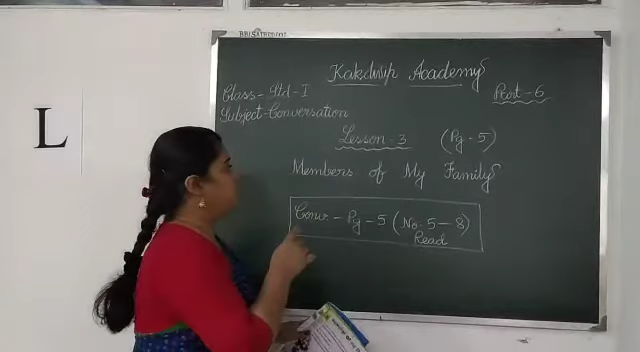 L
Kakdwip Academy
Class-Std-I
Part-6
Subject-Conversation
Lesson-3 (Pg-5)
Members of My Family
Conv - Pg - 5 (No. 5 - 8)
Read